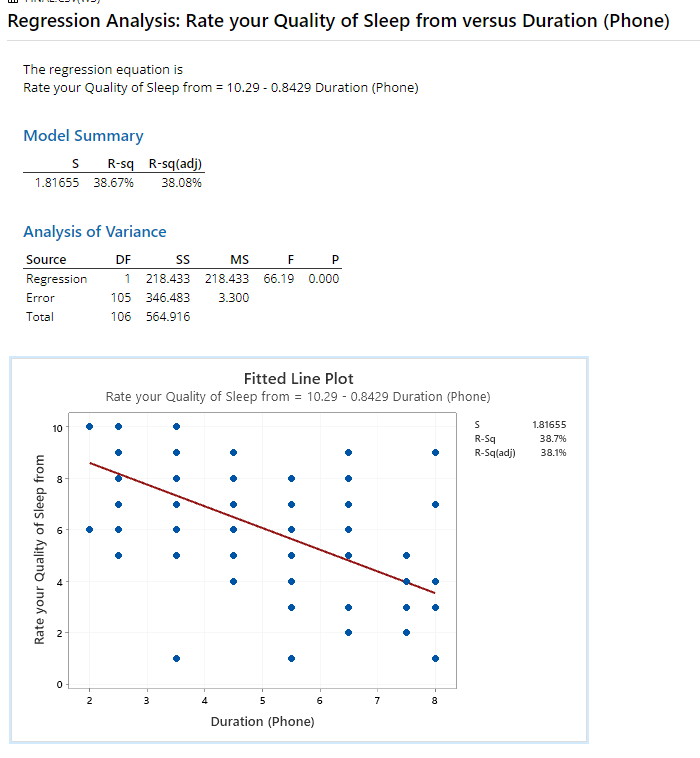 Regression Analysis: Rate your Quality of Sleep from versus Duration (Phone)
The regression equation is
Rate your Quality of Sleep from = 10.29 - 0.8429 Duration (Phone)
Model Summary
S R-sq R-sq(adj)
1.81655 38.67% 38.08%
Analysis of Variance
Source DF SS MS F P
Regression 1 218.433 218.433 66.19 0.000
Error 105 346.483 3.300
Total 106 564.916
Fitted Line Plot
Rate your Quality of Sleep from = 10.29 - 0.8429 Duration (Phone)
S 1.81655
R-Sq 38.7%
R-Sq(adj) 38.1%
Rate your Quality of Sleep from
10
8
6
4
2
0
2 3 4 5 6 7 8
Duration (Phone)